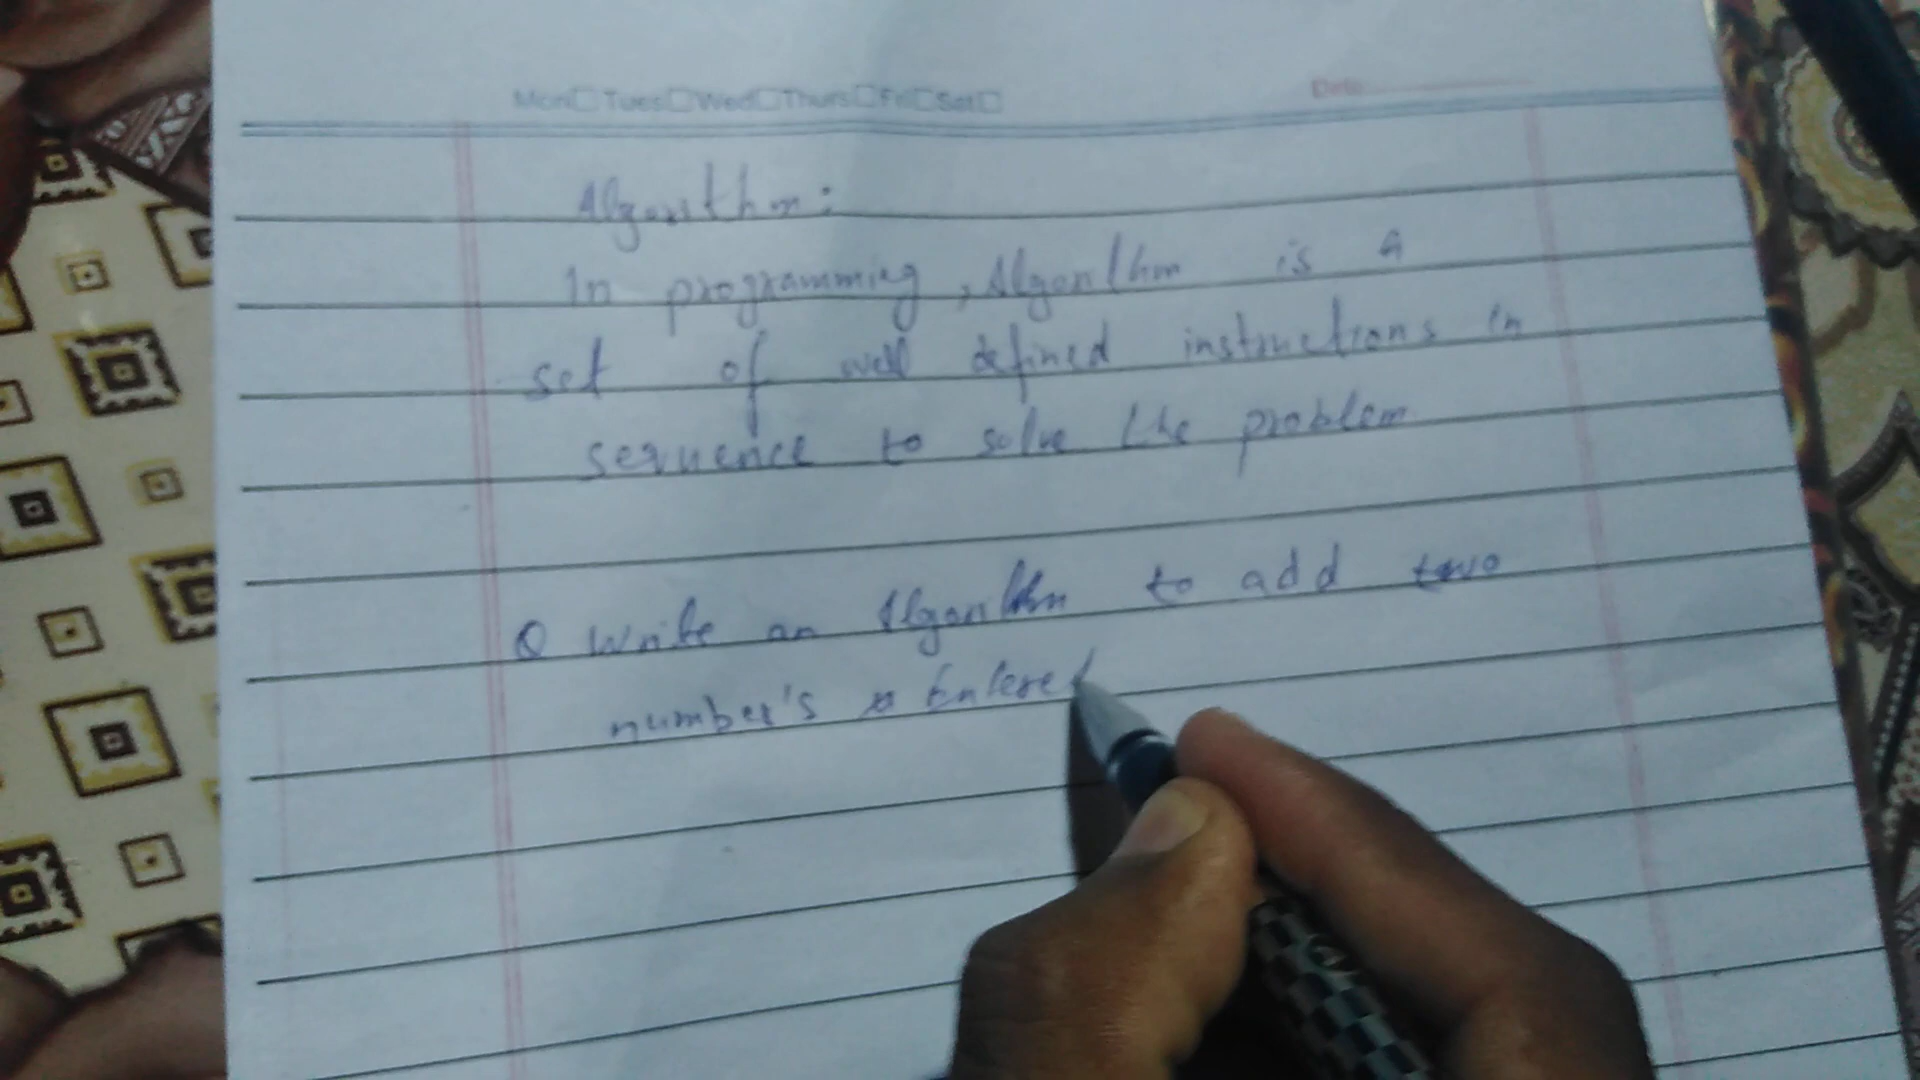 Mon Tues Wed Thurs Fri Sat Date
Algorithm:
In programming, Algorithm is a
set of well defined instructions in
sequence to solve the problem
Q Write an Algorithm to add two
number's Entered